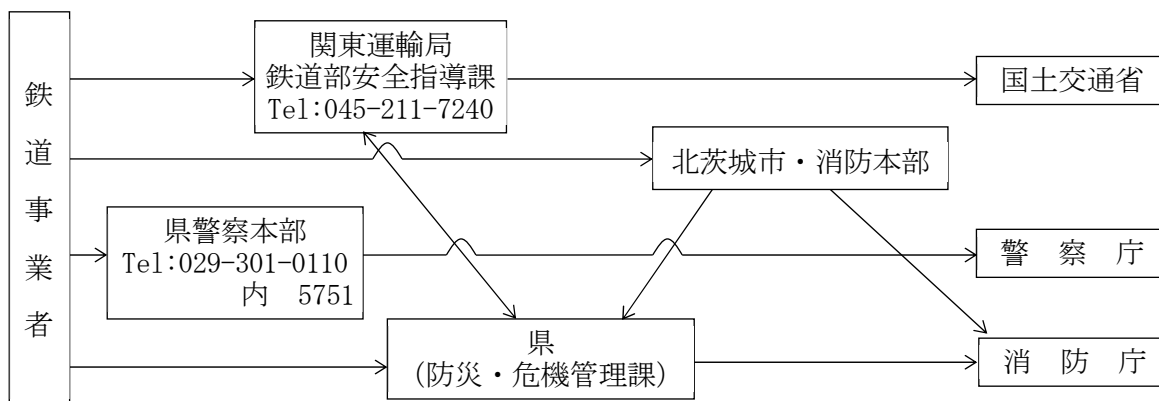 鉄道事業者
関東運輸局
鉄道部安全指導課
Tel:045-211-7240
国土交通省
北茨城市・消防本部
県警察本部
Tel:029-301-0110
内　5751
警　察　庁
県
(防災・危機管理課)
消　防　庁